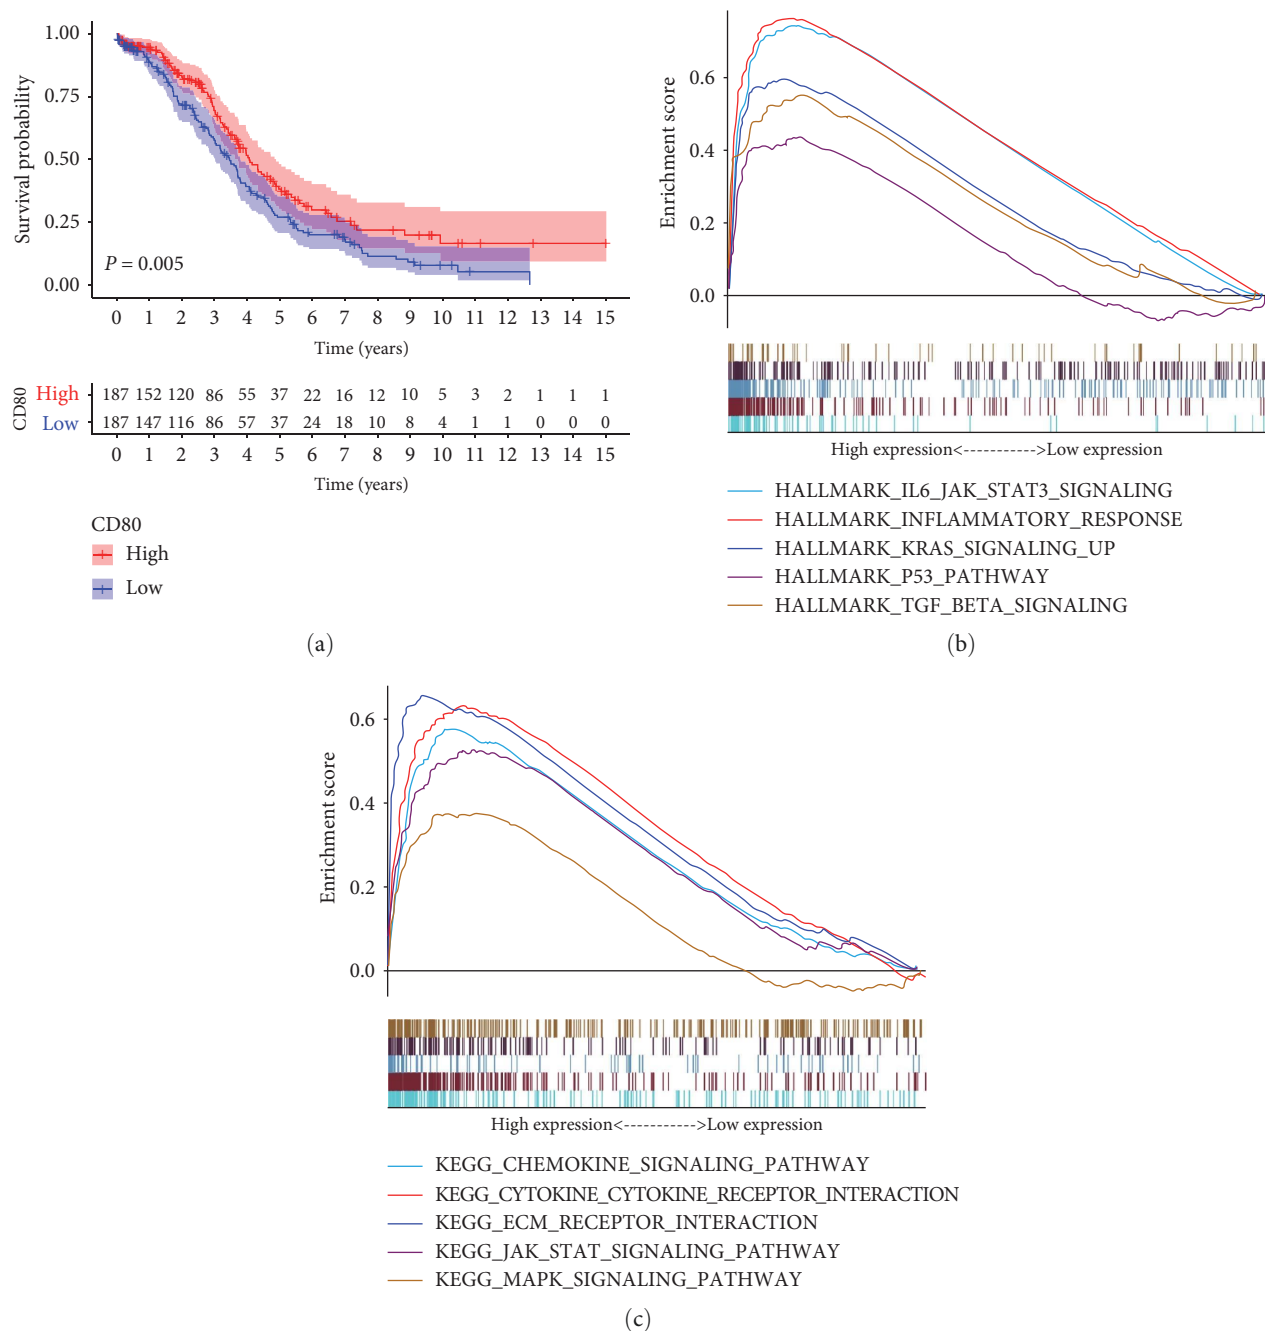 1.00
0.75
0.50
0.25
0.00
Survival probability
P = 0.005
0 1 2 3 4 5 6 7 8 9 10 11 12 13 14 15
Time (years)
CD80
High 187 152 120 86 55 37 22 16 12 10 5 3 2 1 1 1
Low 187 147 116 86 57 37 24 18 10 8 4 1 1 0 0 0
0 1 2 3 4 5 6 7 8 9 10 11 12 13 14 15
Time (years)
CD80
High
Low
(a)
0.6
0.4
0.2
0.0
Enrichment score
High expression<----------->Low expression
HALLMARK_IL6_JAK_STAT3_SIGNALING
HALLMARK_INFLAMMATORY_RESPONSE
HALLMARK_KRAS_SIGNALING_UP
HALLMARK_P53_PATHWAY
HALLMARK_TGF_BETA_SIGNALING
(b)
0.6
0.4
0.2
0.0
Enrichment score
High expression<----------->Low expression
KEGG_CHEMOKINE_SIGNALING_PATHWAY
KEGG_CYTOKINE_CYTOKINE_RECEPTOR_INTERACTION
KEGG_ECM_RECEPTOR_INTERACTION
KEGG_JAK_STAT_SIGNALING_PATHWAY
KEGG_MAPK_SIGNALING_PATHWAY
(c)